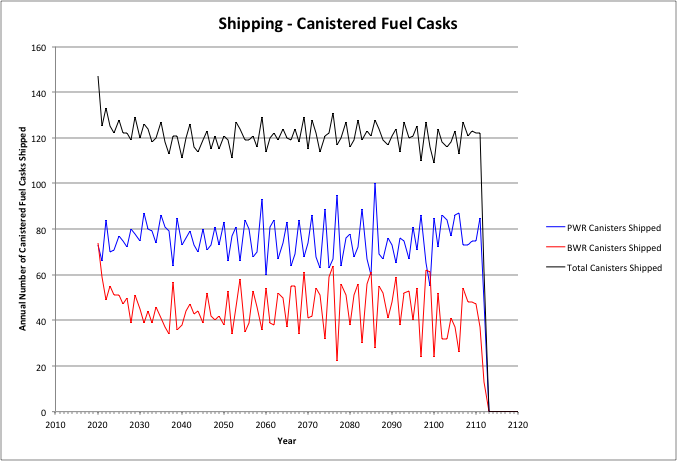 Shipping - Canistered Fuel Casks
160
140
120
100
80
60
40
20
0
Annual Number of Canistered Fuel Casks Shipped
2010 2020 2030 2040 2050 2060 2070 2080 2090 2100 2110 2120
Year
PWR Canisters Shipped
BWR Canisters Shipped
Total Canisters Shipped